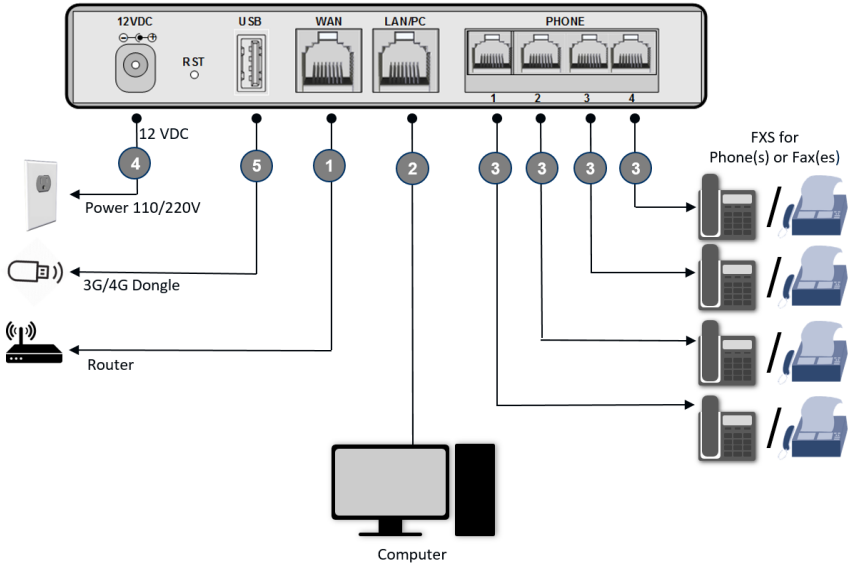 12VDC
USB
WAN
LAN/PC
PHONE
RST
1 2 3 4
12 VDC
4
5
1
2
3
3
3
3
FXS for
Phone(s) or Fax(es)
Power 110/220V
3G/4G Dongle
Router
Computer